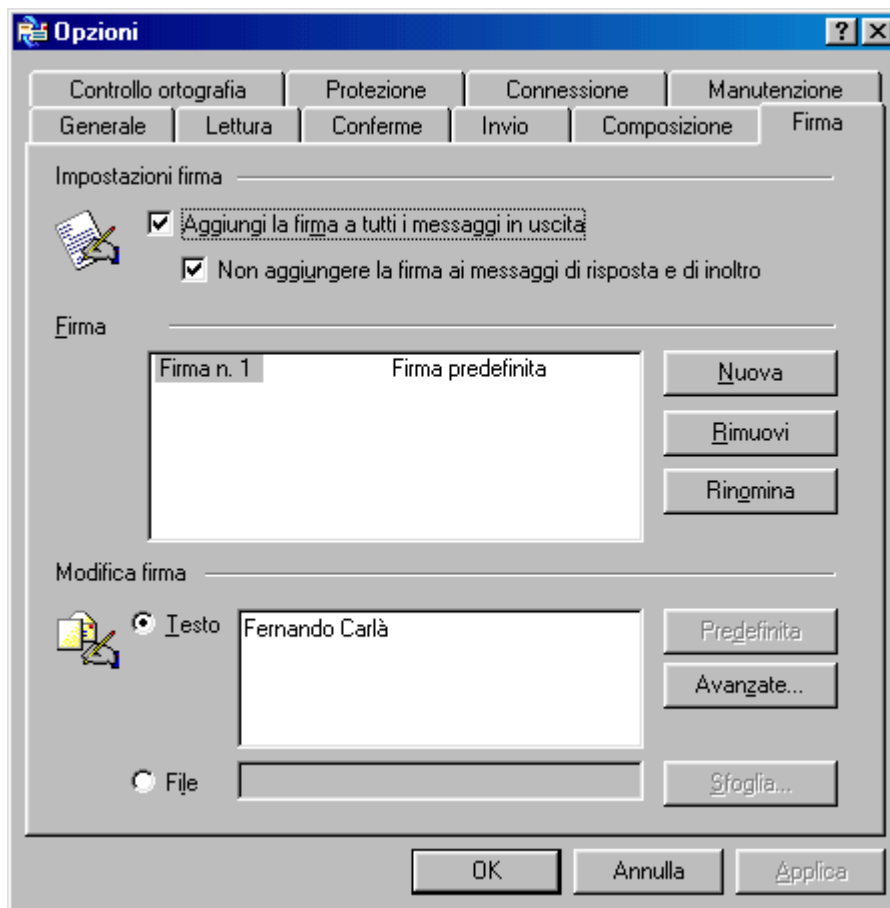 Opzioni
Controllo ortografia Protezione Connessione Manutenzione
Generale Lettura Conferme Invio Composizione Firma
Impostazioni firma
Aggiungi la firma a tutti i messaggi in uscita
Non aggiungere la firma ai messaggi di risposta e di inoltro
Firma
Firma n. 1 Firma predefinita
Nuova
Rimuovi
Rinomina
Modifica firma
Testo Fernando Carlà
Predefinita
Avanzate...
File
Sfoglia...
OK Annulla Applica